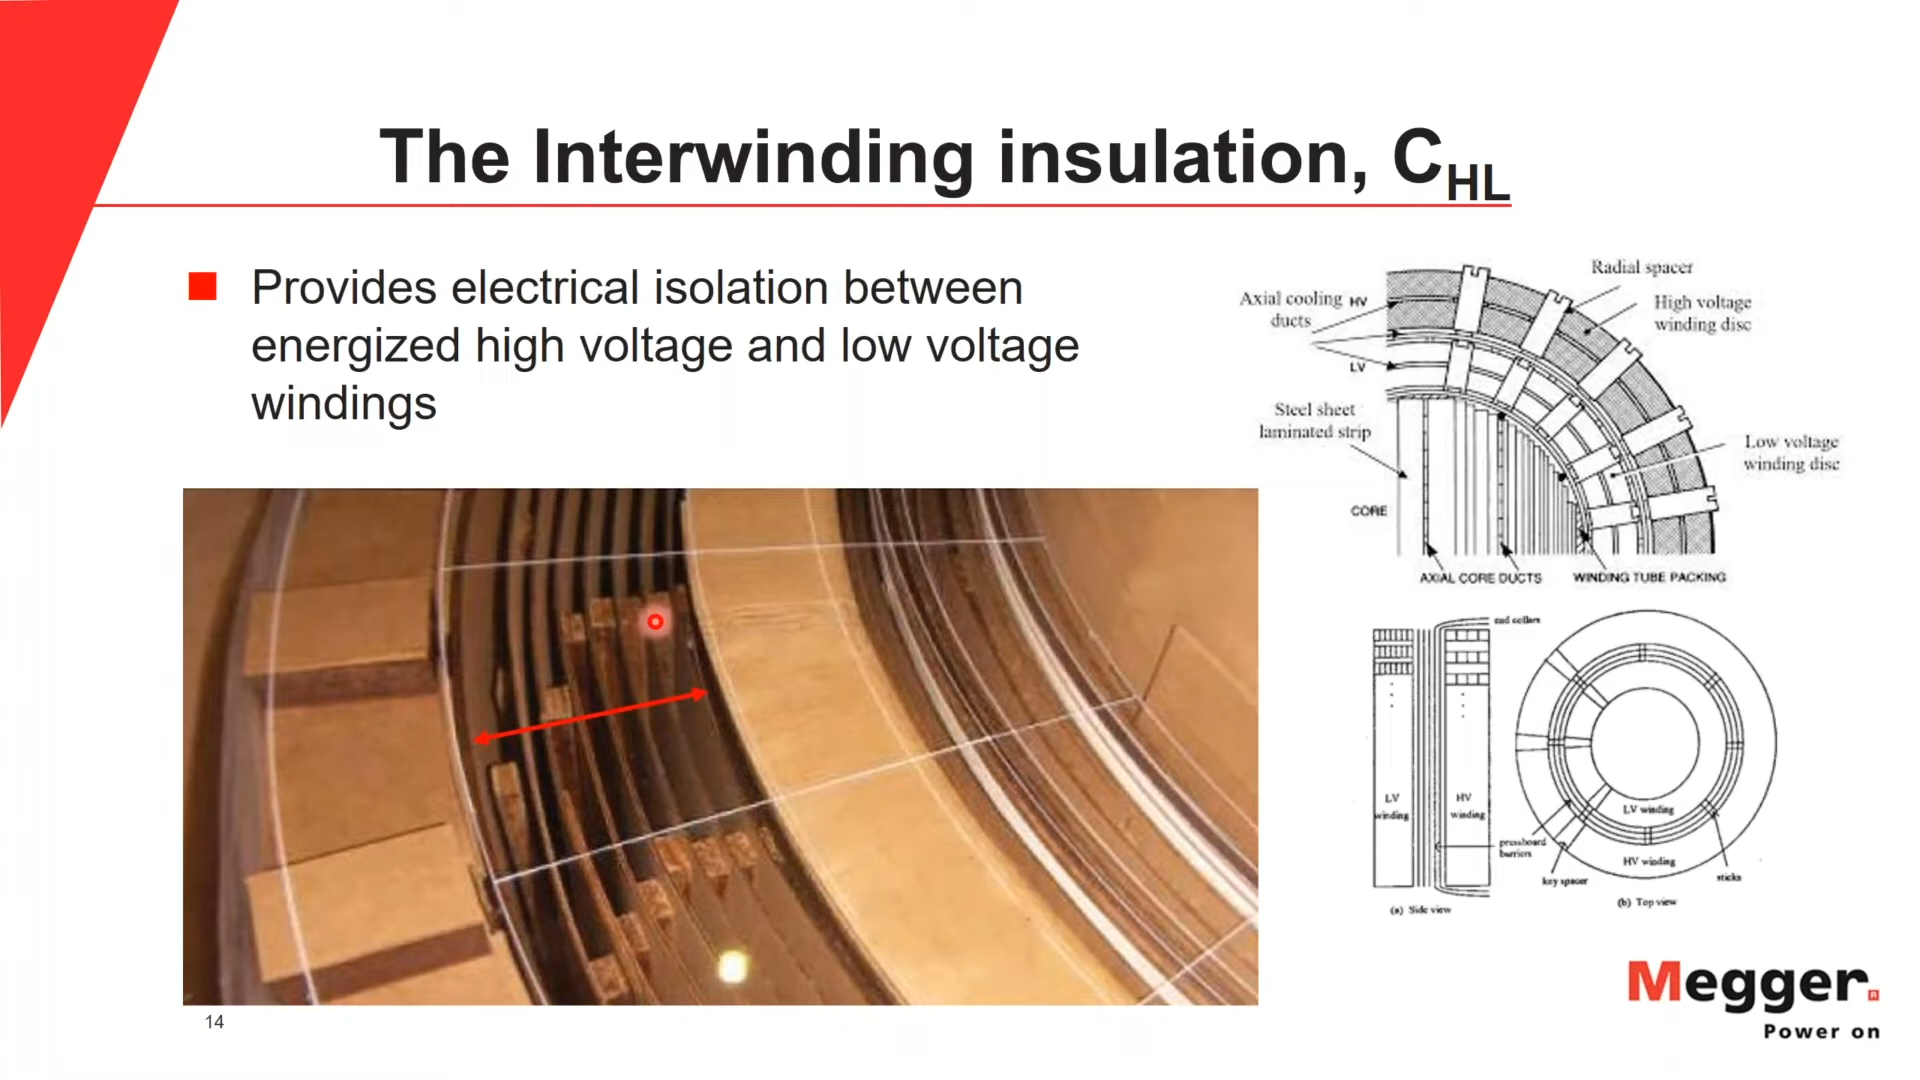 The Interwinding insulation, CHL
Provides electrical isolation between
energized high voltage and low voltage
windings
Radial spacer
Axial cooling
ducts
HV
High voltage
winding disc
LV
Steel sheet
laminated strip
Low voltage
winding disc
CORE
AXIAL CORE DUCTS
WINDING TUBE PACKING
end collars
LV
winding
HV
winding
pressboard
barriers
key spacer
LV winding
HV winding
sticks
(a) Side view
(b) Top view
Megger.
Power on
14